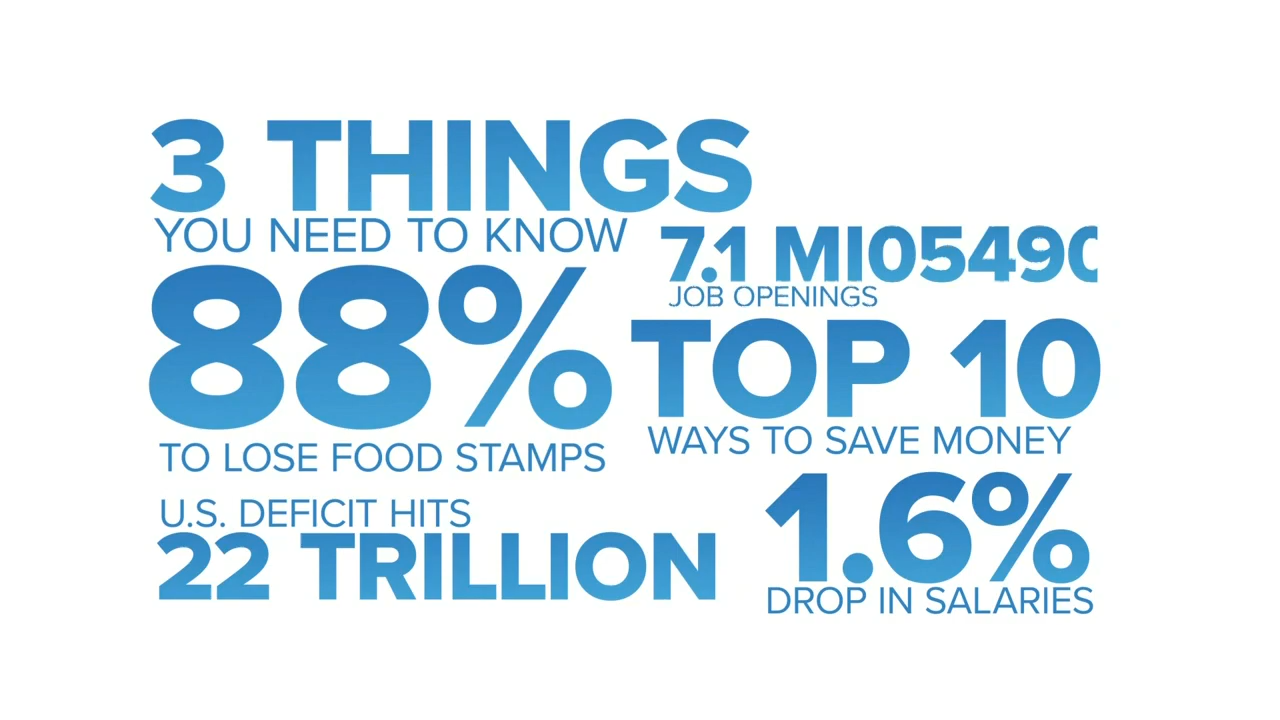 3 THINGS
YOU NEED TO KNOW
88%
TO LOSE FOOD STAMPS
U.S. DEFICIT HITS
22 TRILLION
7.1 MI05490
JOB OPENINGS
TOP 10
WAYS TO SAVE MONEY
1.6%
DROP IN SALARIES